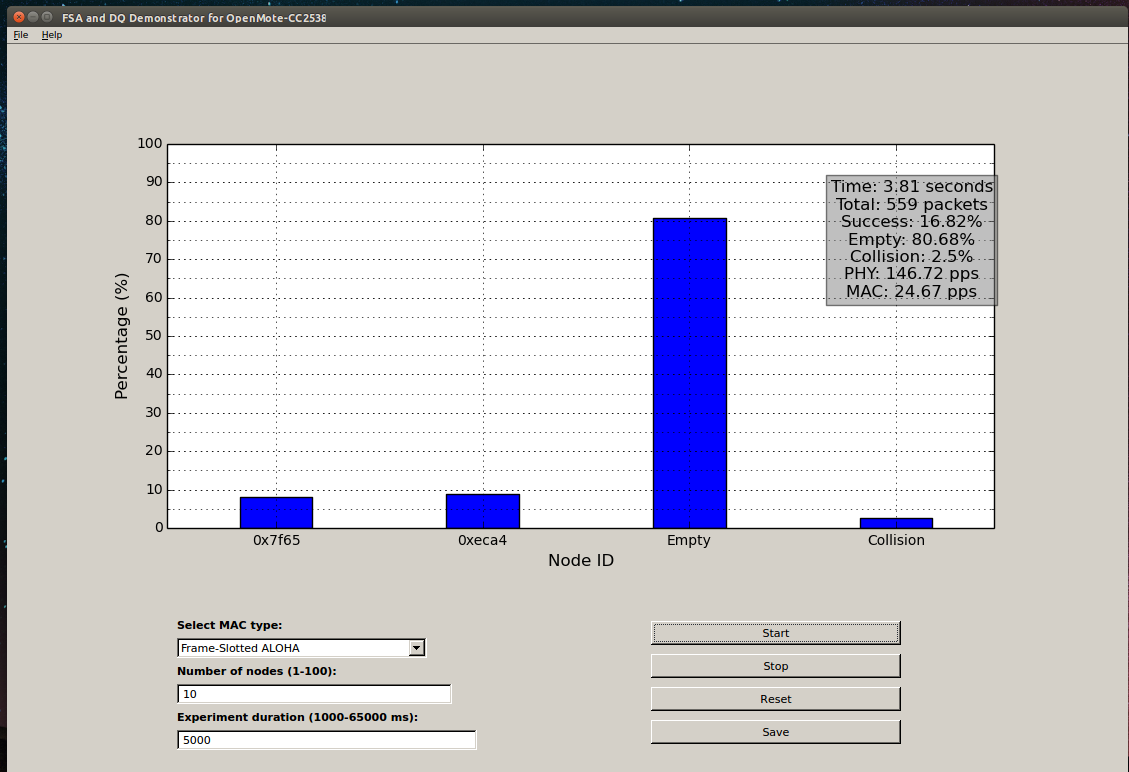 FSA and DQ Demonstrator for OpenMote-CC2538
File Help
100
90
80
70
60
50
40
30
20
10
0
Percentage (%)
Time: 3.81 seconds
Total: 559 packets
Success: 16.82%
Empty: 80.68%
Collision: 2.5%
PHY: 146.72 pps
MAC: 24.67 pps
0x7f65 0xeca4 Empty Collision
Node ID
Select MAC type:
Frame-Slotted ALOHA
Number of nodes (1-100):
10
Experiment duration (1000-65000 ms):
5000
Start
Stop
Reset
Save